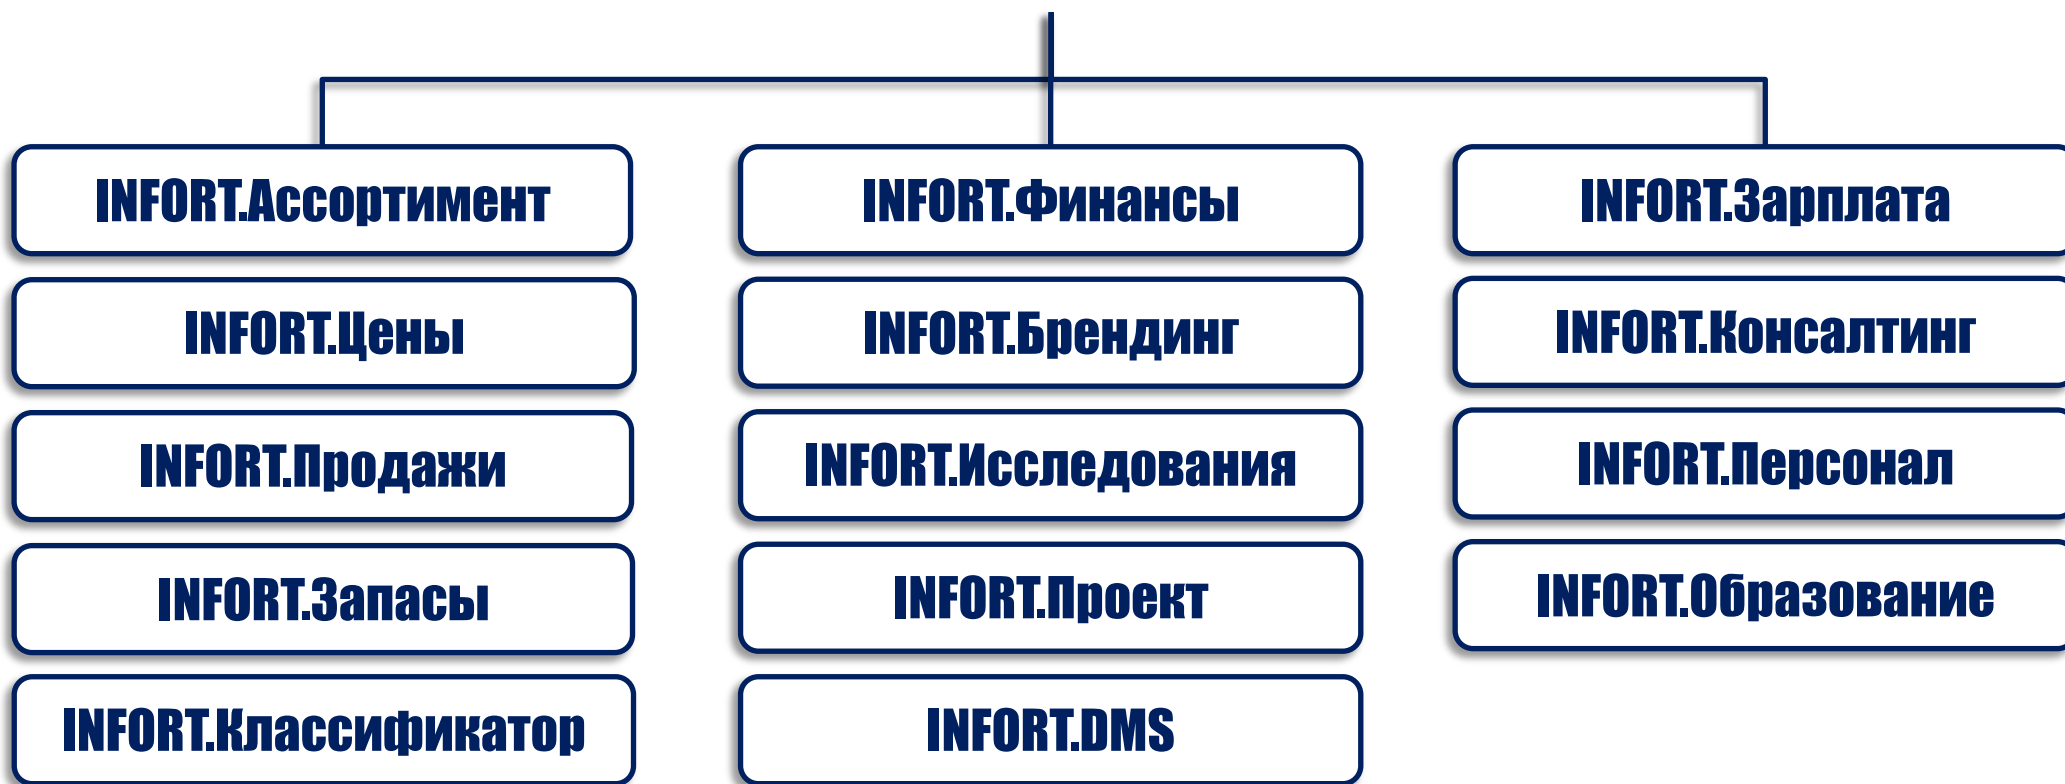 INFORT.Ассортимент
INFORT.Цены
INFORT.Продажи
INFORT.Запасы
INFORT.Классификатор
INFORT.Финансы
INFORT.Брендинг
INFORT.Исследования
INFORT.Проект
INFORT.DMS
INFORT.Зарплата
INFORT.Консалтинг
INFORT.Персонал
INFORT.Образование